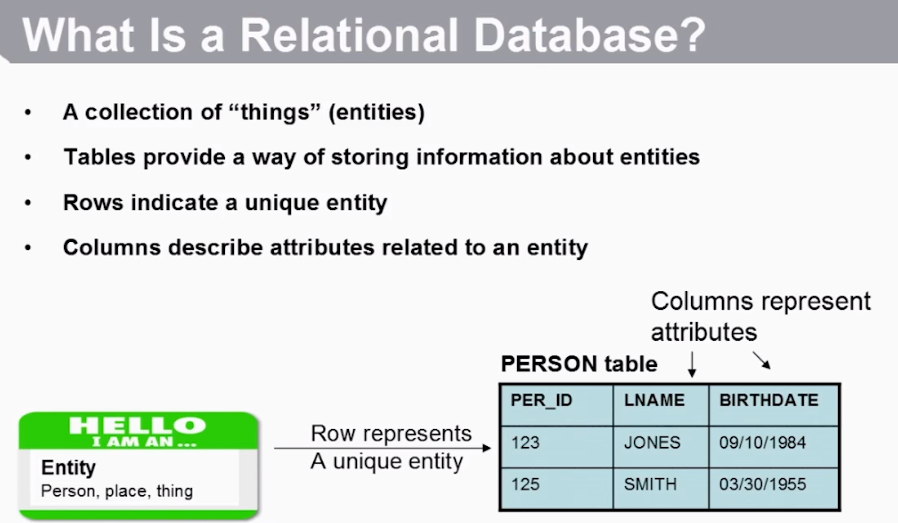 What Is a Relational Database?
• A collection of “things” (entities)
• Tables provide a way of storing information about entities
• Rows indicate a unique entity
• Columns describe attributes related to an entity
Columns represent
attributes
PERSON table
PER_ID LNAME BIRTHDATE
123 JONES 09/10/1984
125 SMITH 03/30/1955
HELLO
I AM AN...
Entity
Person, place, thing
Row represents
A unique entity